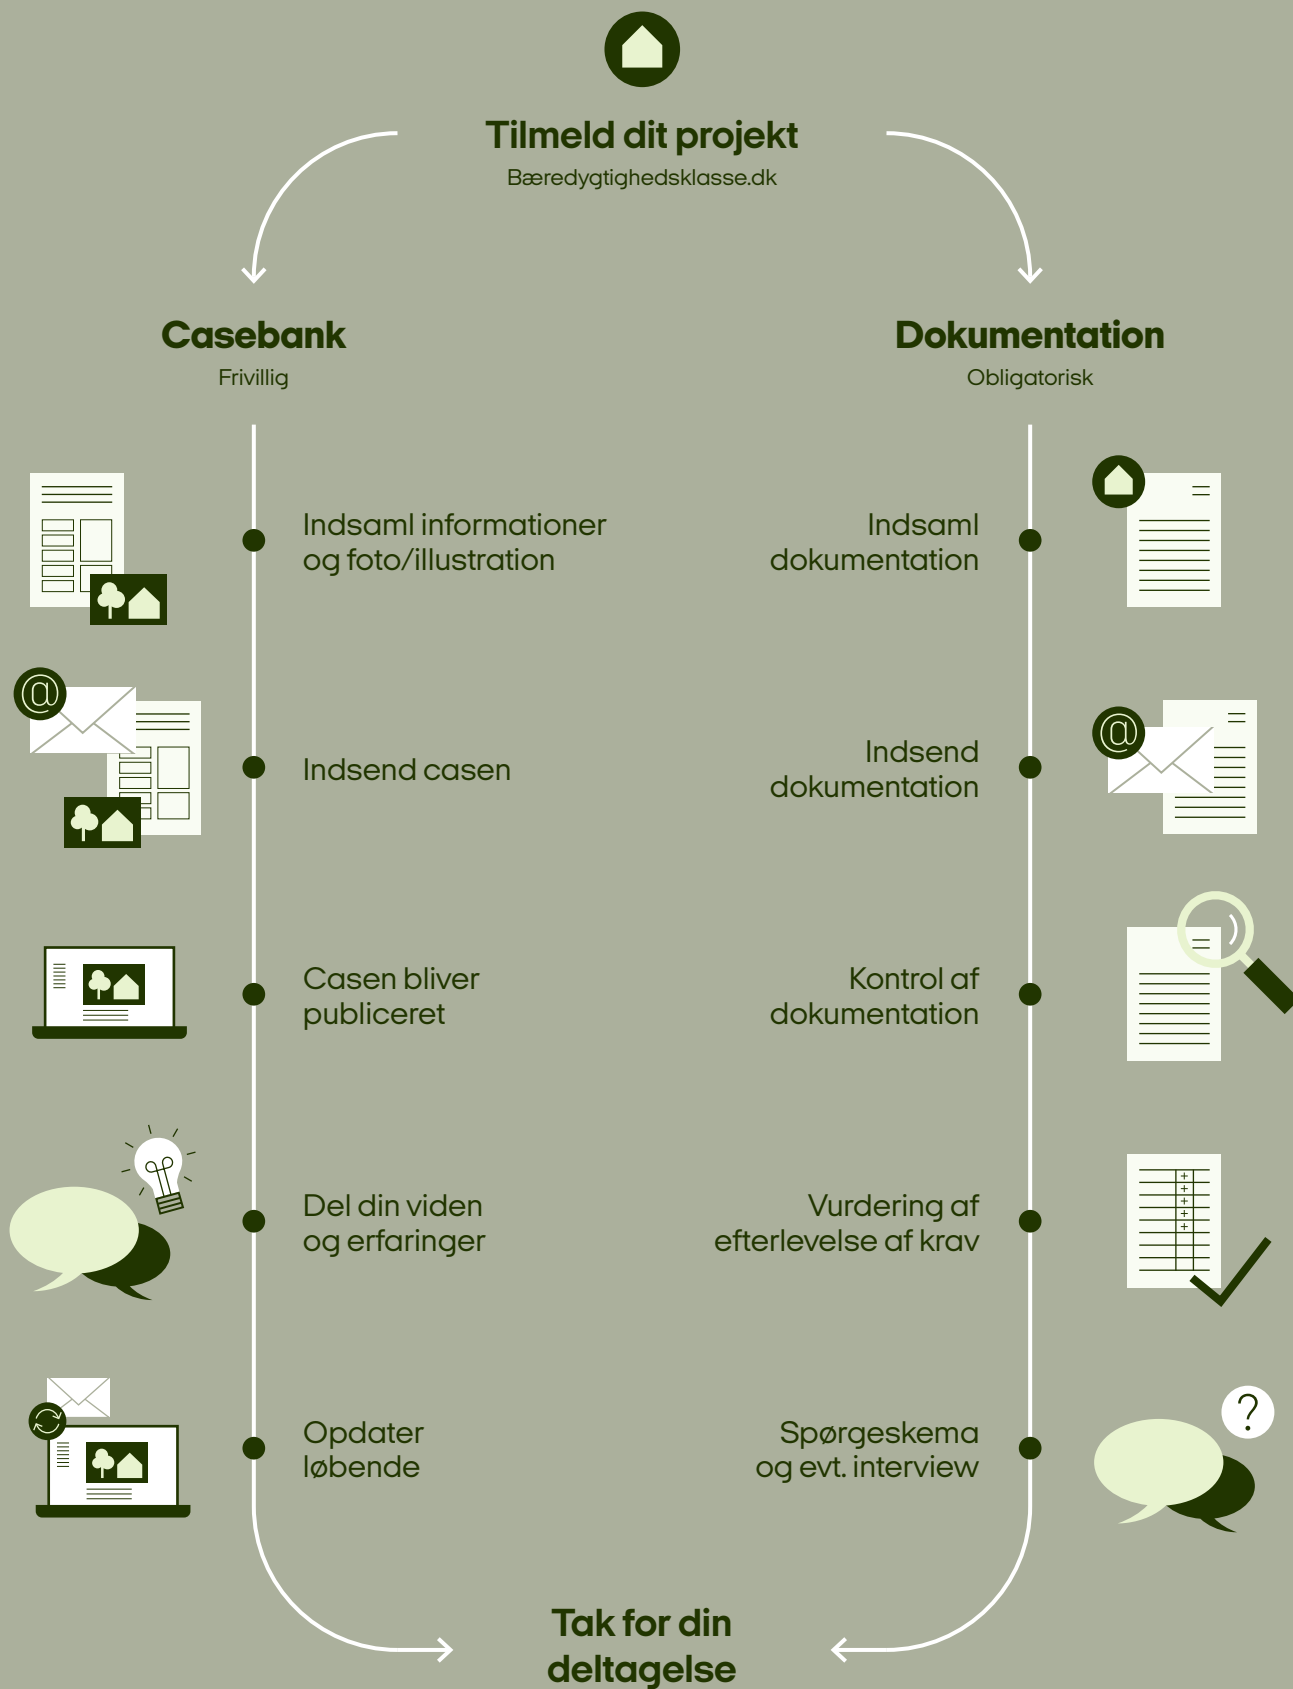 Tilmeld dit projekt
Bæredygtighedsklasse.dk
Casebank
Frivillig
Indsaml informationer
og foto/illustration
@
Indsend casen
Casen bliver
publiceret
Del din viden
og erfaringer
Opdater
løbende
Dokumentation
Obligatorisk
Indsaml
dokumentation
Indsend
dokumentation
@
Kontrol af
dokumentation
Vurdering af
efterlevelse af krav
+
+
+
+
+
Spørgeskema
og evt. interview
?
Tak for din
deltagelse